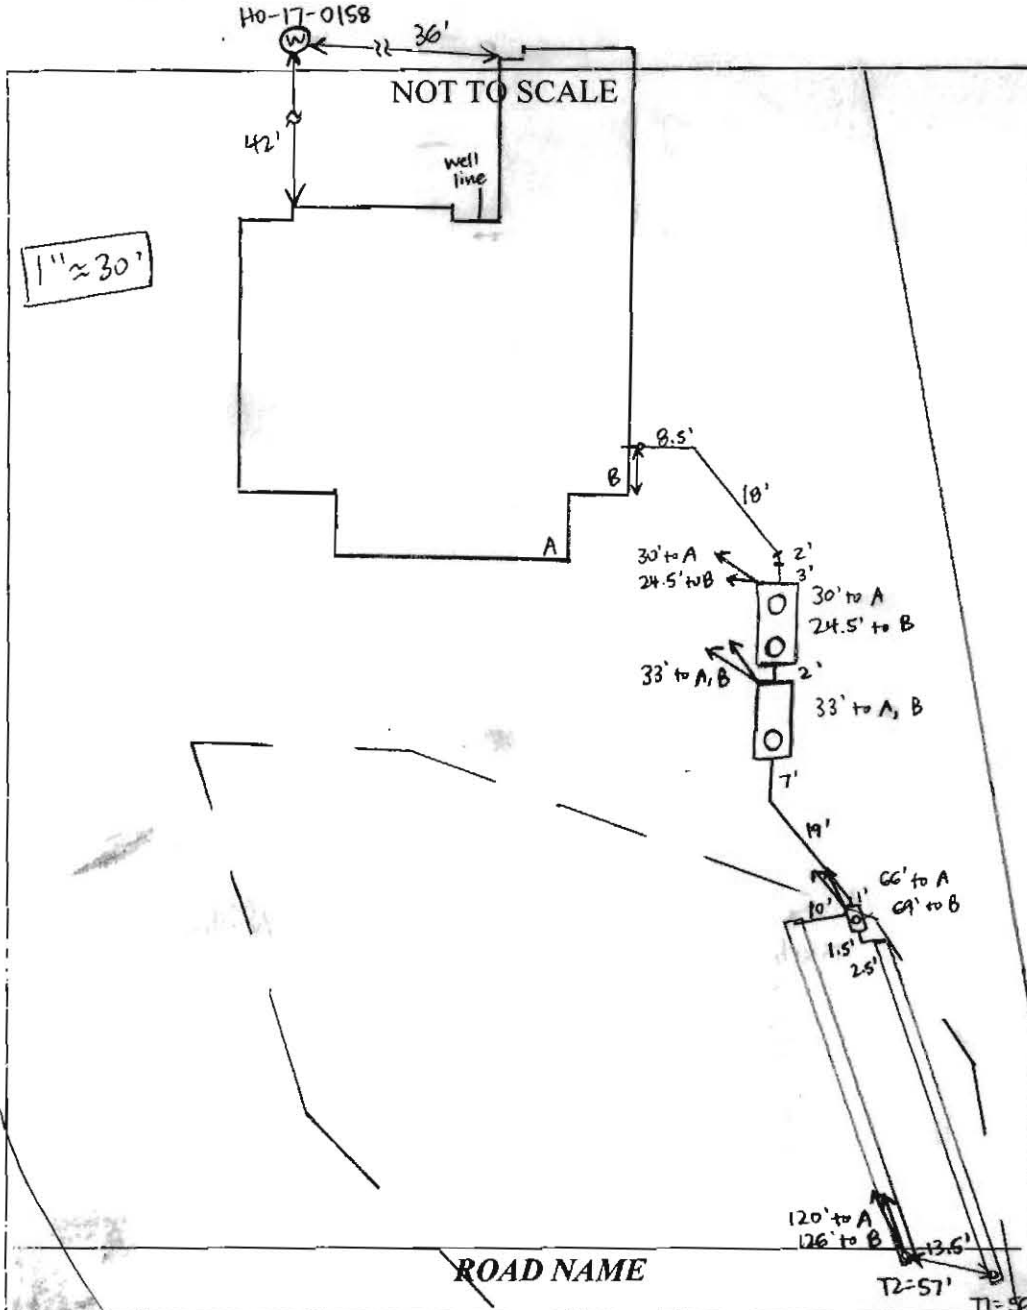 HO-17-0158
W
36'
NOT TO SCALE
42'
well
line
1" ≈ 30'
8.5'
B
18'
A
30' to A
24.5' to B
2'
3'
30' to A
24.5' to B
33' to A, B
2'
33' to A, B
7'
19'
66' to A
69' to B
1'
10'
1.5'
2.5'
120' to A
126' to B
13.5'
ROAD NAME
T2=57'